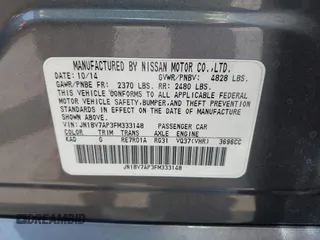 MANUFACTURED BY NISSAN MOTOR CO.,LTD.
DATE: 10/14 GVWR/PNBV: 4828 LBS.
GAWR/PNBE FR: 2370 LBS. RR: 2480 LBS.
THIS VEHICLE CONFORMS TO ALL APPLICABLE FEDERAL
MOTOR VEHICLE SAFETY,BUMPER,AND THEFT PREVENTION
STANDARDS IN EFFECT ON THE DATE OF MANUFACTURE
SHOWN ABOVE.
VIN:JN1BV7AP3FM333148 PASSENGER CAR
COLOR TRIM TRANS AXLE ENGINE
KAD G RE7R01A RG31 VQ37(VHR) 3696CC
JN1BV7AP3FM333148
DREAMBID